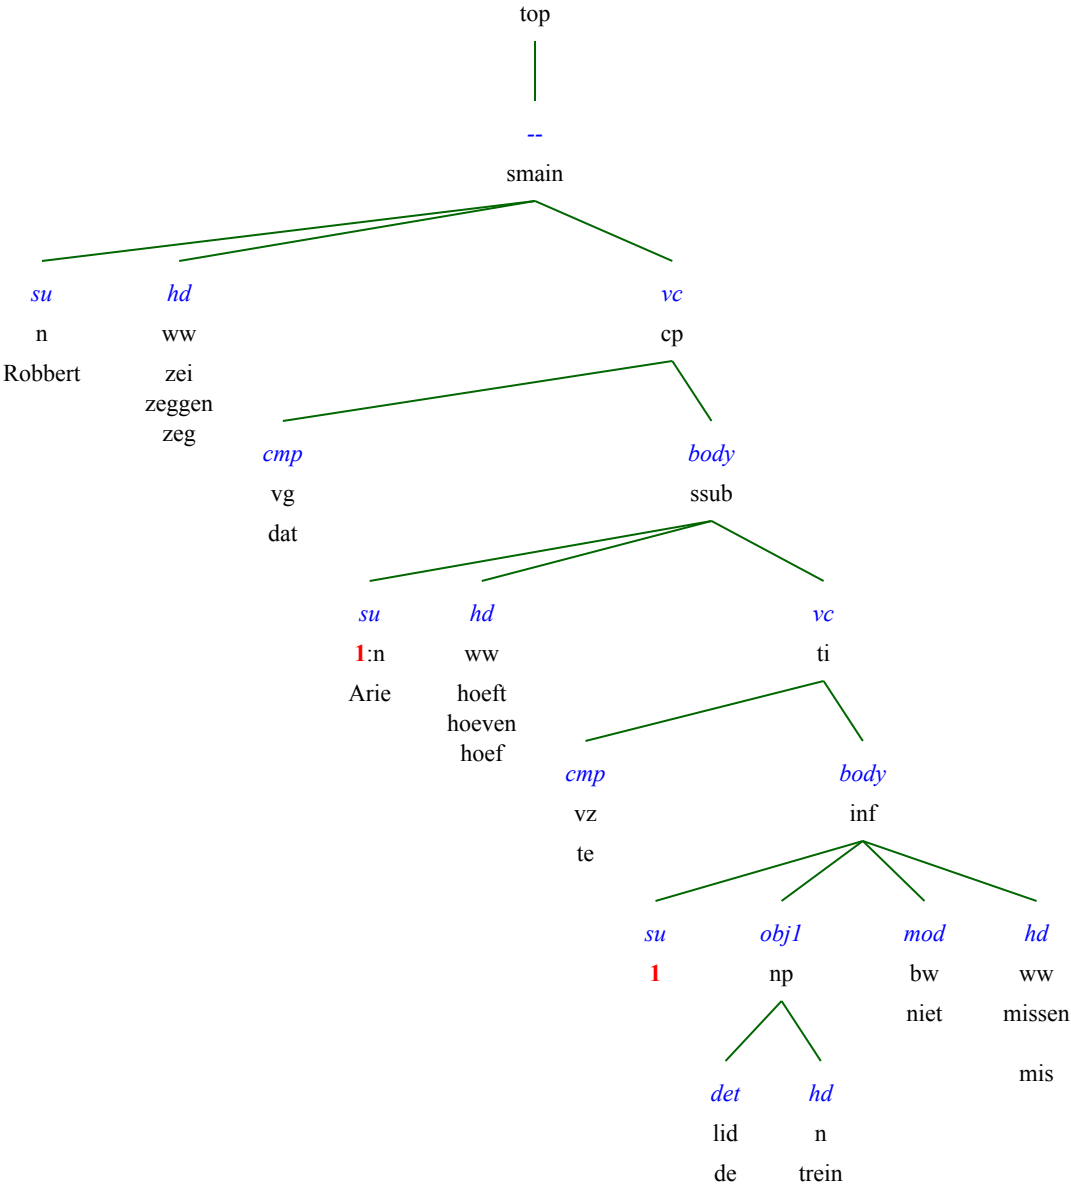 top
--
smain
su hd vc
n ww cp
Robbert zei
zeggen
zeg
cmp body
vg ssub
dat
su hd vc
1:n ww ti
Arie hoeft
hoeven
hoef
cmp body
vz inf
te
su obj1 mod hd
1 np bw ww
niet missen
mis
det hd
lid n
de trein